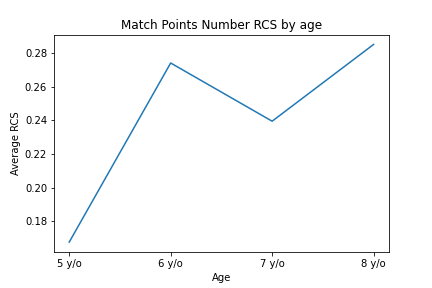 Match Points Number RCS by age
0.28
0.26
0.24
0.22
0.20
0.18
Average RCS
5 y/o 6 y/o 7 y/o 8 y/o
Age